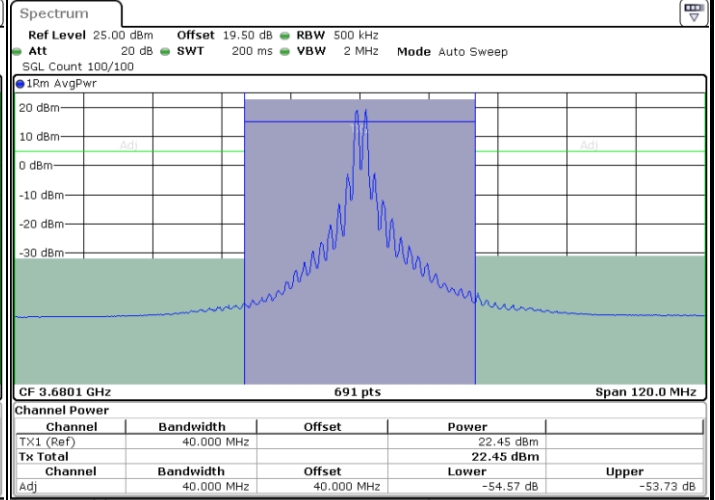 Spectrum
Ref Level 25.00 dBm Offset 19.50 dB RBW 500 kHz
Att 20 dB SWT 200 ms VBW 2 MHz Mode Auto Sweep
SGL Count 100/100
1Rm AvgPwr
20 dBm
10 dBm
Adj Adj
0 dBm
-10 dBm
-20 dBm
-30 dBm
CF 3.6801 GHz 691 pts Span 120.0 MHz
Channel Power
Channel Bandwidth Offset Power
TX1 (Ref) 40.000 MHz 22.45 dBm
Tx Total 22.45 dBm
Channel Bandwidth Offset Lower Upper
Adj 40.000 MHz 40.000 MHz -54.57 dB -53.73 dB